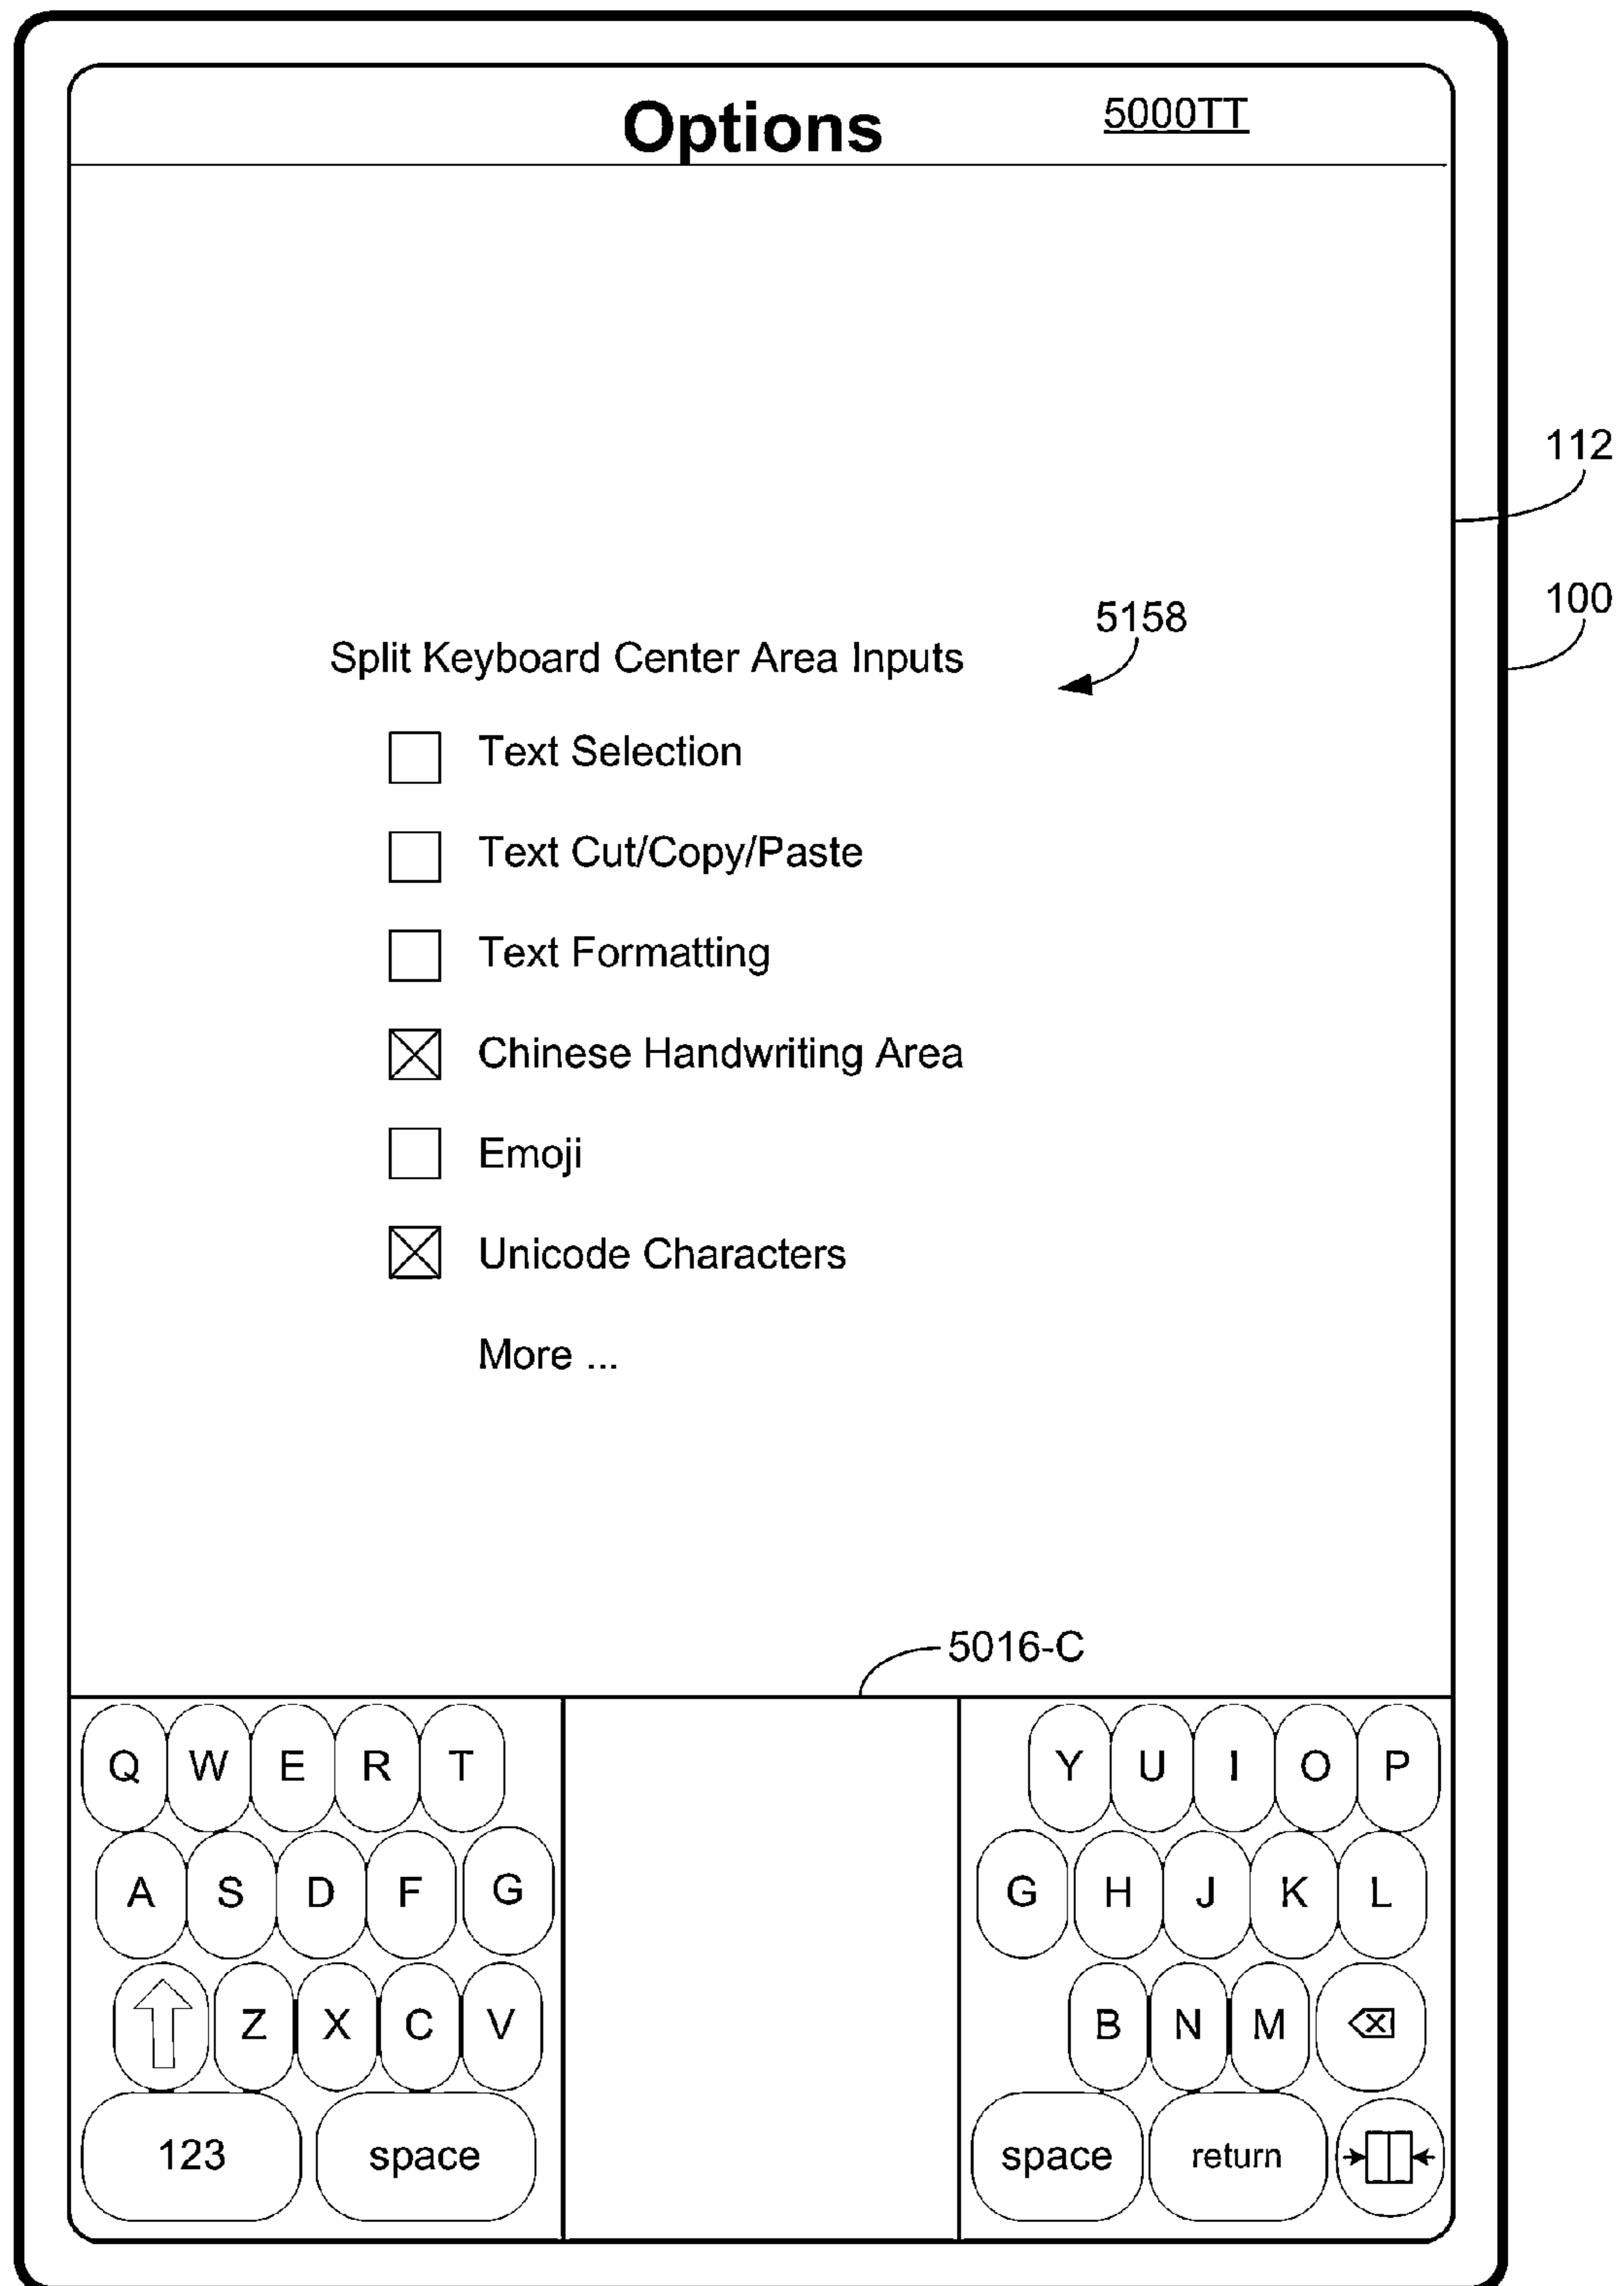 Options 5000TT
112
100
5158
Split Keyboard Center Area Inputs
Text Selection
Text Cut/Copy/Paste
Text Formatting
Chinese Handwriting Area
Emoji
Unicode Characters
More ...
5016-C
Q W E R T Y U I O P
A S D F G G H J K L
Z X C V B N M
123 space space return